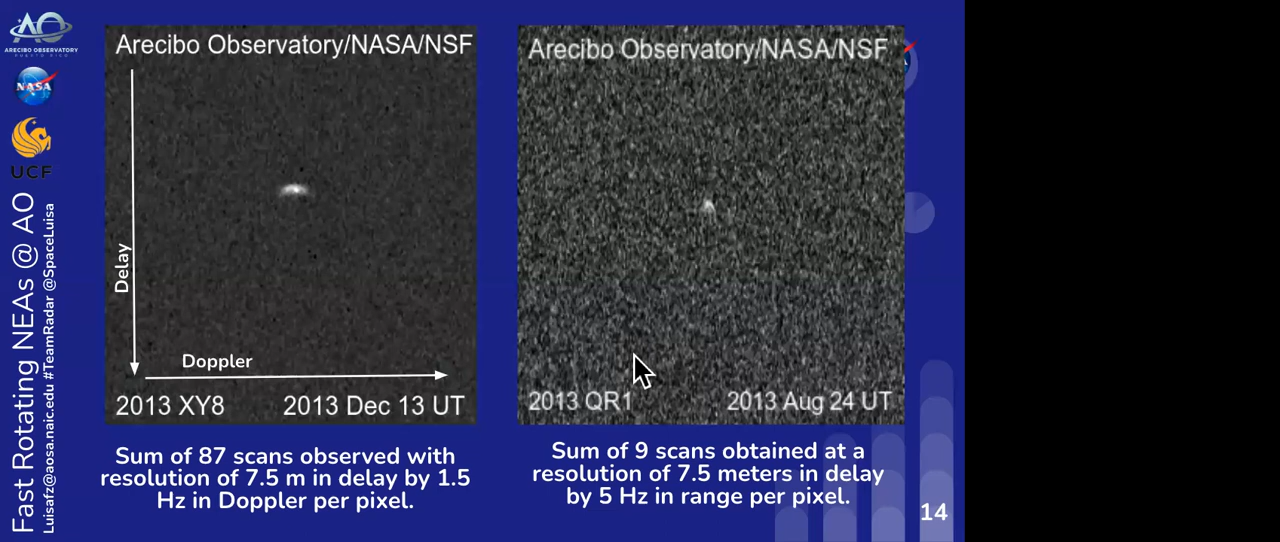 AO
ARECIBO OBSERVATORY
PUERTO RICO
NASA
UCF
Fast Rotating NEAs @ AO
Luisafz@aosa.naic.edu #TeamRadar @SpaceLuisa
Arecibo Observatory/NASA/NSF
Delay
Doppler
2013 XY8 2013 Dec 13 UT
Sum of 87 scans observed with
resolution of 7.5 m in delay by 1.5
Hz in Doppler per pixel.
Arecibo Observatory/NASA/NSF
2013 QR1 2013 Aug 24 UT
Sum of 9 scans obtained at a
resolution of 7.5 meters in delay
by 5 Hz in range per pixel.
14